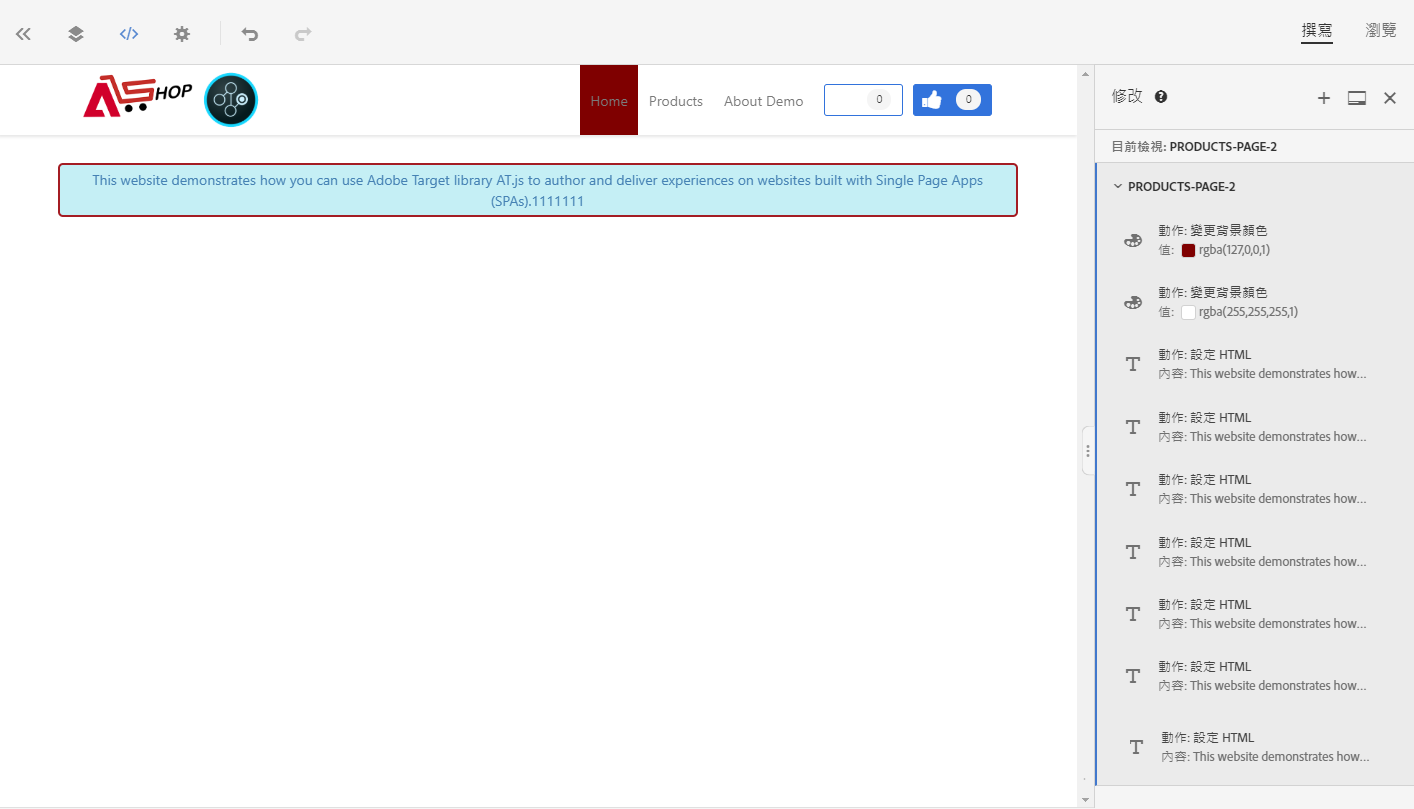 撰寫
瀏覽
A SHOP
Home
Products
About Demo
0
0
This website demonstrates how you can use Adobe Target library AT.js to author and deliver experiences on websites built with Single Page Apps
(SPAs).1111111
修改
目前檢視: PRODUCTS-PAGE-2
PRODUCTS-PAGE-2
動作: 變更背景顏色
值: rgba(127,0,0,1)
動作: 變更背景顏色
值: rgba(255,255,255,1)
動作: 設定 HTML
內容: This website demonstrates how...
動作: 設定 HTML
內容: This website demonstrates how...
動作: 設定 HTML
內容: This website demonstrates how...
動作: 設定 HTML
內容: This website demonstrates how...
動作: 設定 HTML
內容: This website demonstrates how...
動作: 設定 HTML
內容: This website demonstrates how...
動作: 設定 HTML
內容: This website demonstrates how...